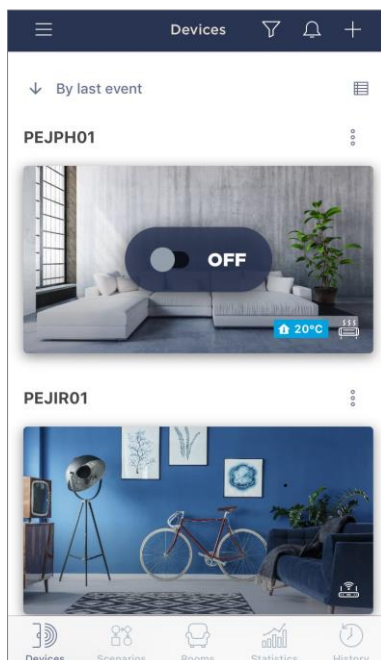 Devices
By last event
PEJPH01
OFF
20°C
PEJIR01
Devices Scenarios Rooms Statistics History